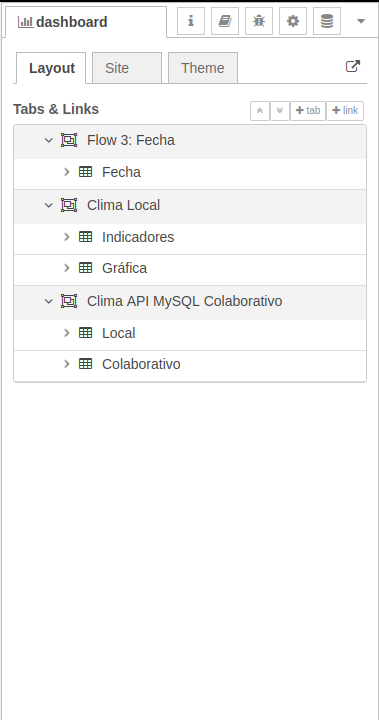 dashboard
Layout Site Theme
Tabs & Links tab link
Flow 3: Fecha
Fecha
Clima Local
Indicadores
Gráfica
Clima API MySQL Colaborativo
Local
Colaborativo